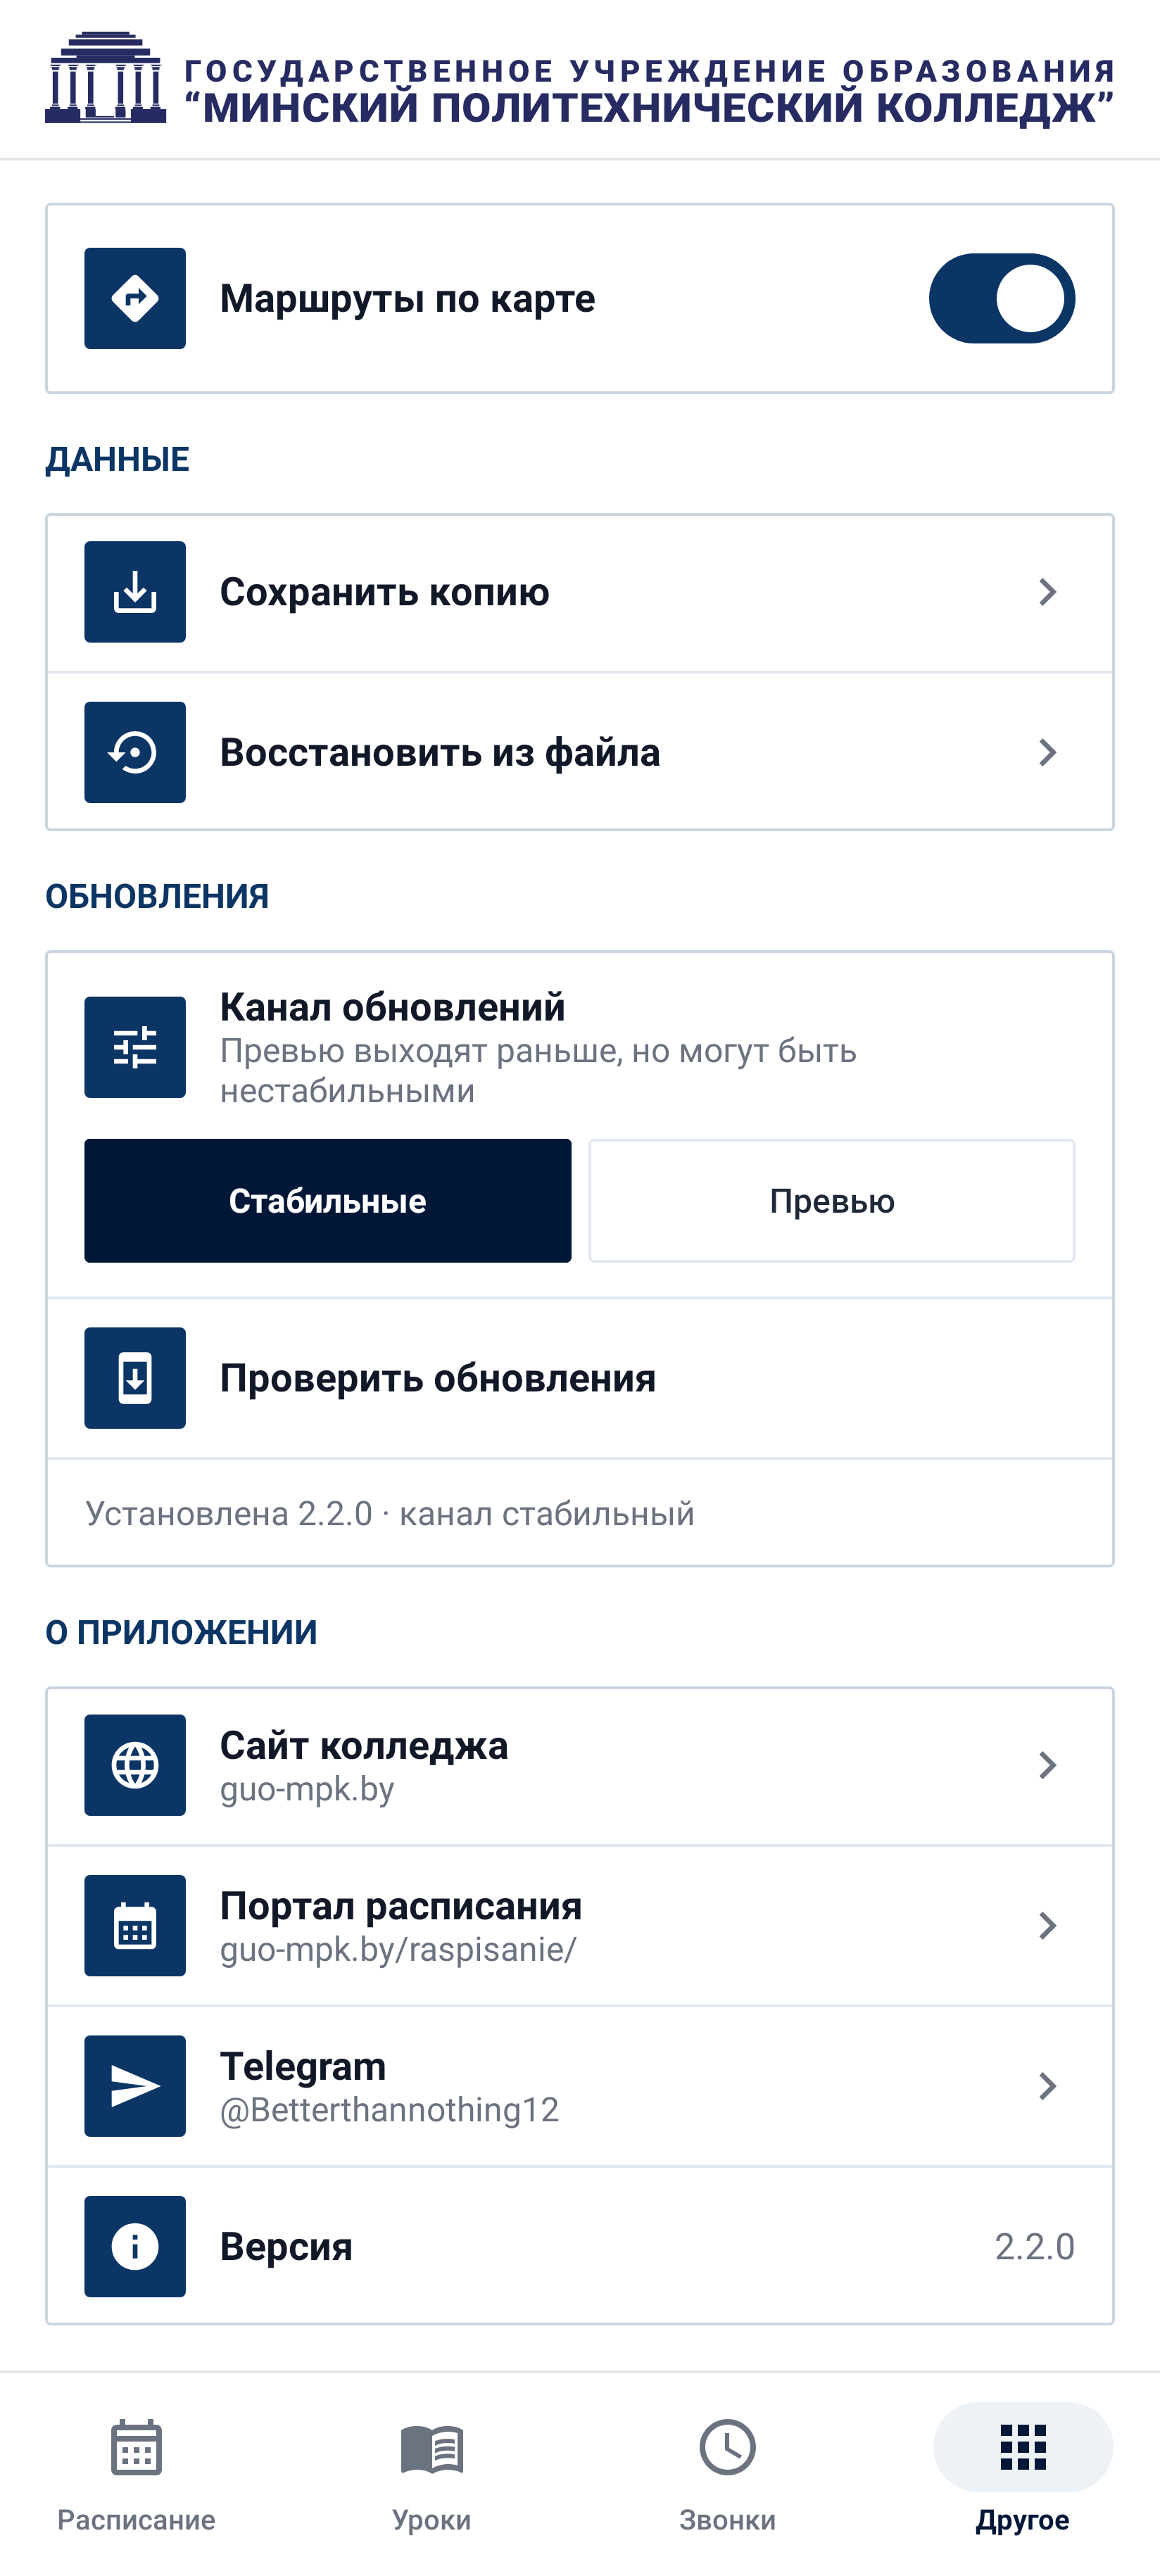 ГОСУДАРСТВЕННОЕ УЧРЕЖДЕНИЕ ОБРАЗОВАНИЯ
“МИНСКИЙ ПОЛИТЕХНИЧЕСКИЙ КОЛЛЕДЖ”
Маршруты по карте
ДАННЫЕ
Сохранить копию
Восстановить из файла
ОБНОВЛЕНИЯ
Канал обновлений
Превью выходят раньше, но могут быть
нестабильными
Стабильные
Превью
Проверить обновления
Установлена 2.2.0 · канал стабильный
О ПРИЛОЖЕНИИ
Сайт колледжа
guo-mpk.by
Портал расписания
guo-mpk.by/raspisanie/
Telegram
@Betterthannothing12
Версия
2.2.0
Расписание
Уроки
Звонки
Другое